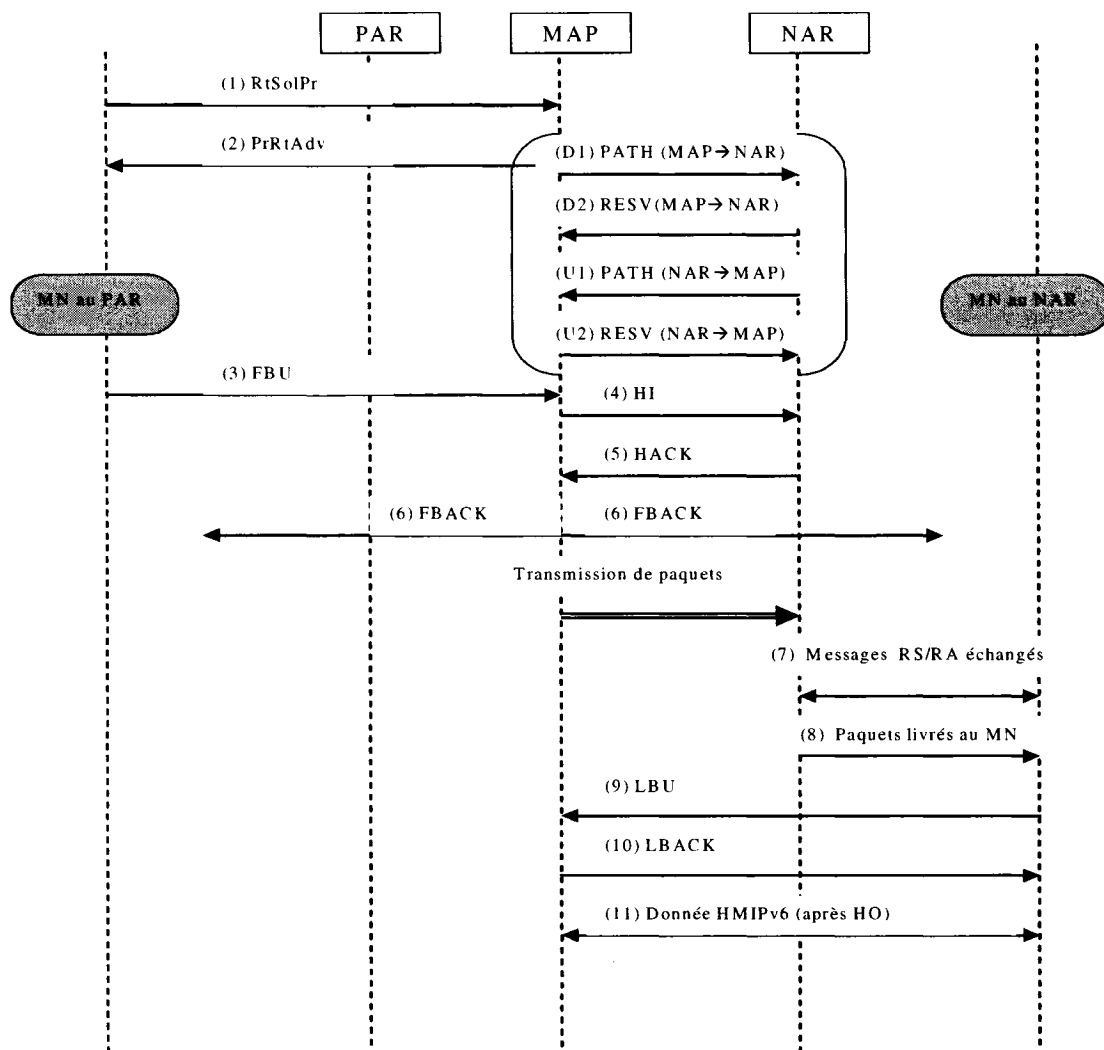 PAR MAP NAR
(1) RtSolPr
(2) PrRtAdv
(D1) PATH (MAP→NAR)
(D2) RESV(MAP→NAR)
(U1) PATH (NAR→MAP)
MN au PAR
MN au NAR
(U2) RESV (NAR→MAP)
(3) FBU
(4) HI
(5) HACK
(6) FBACK (6) FBACK
Transmission de paquets
(7) Messages RS/RA échangés
(8) Paquets livrés au MN
(9) LBU
(10) LBACK
(11) Donnée HMIPv6 (après HO)